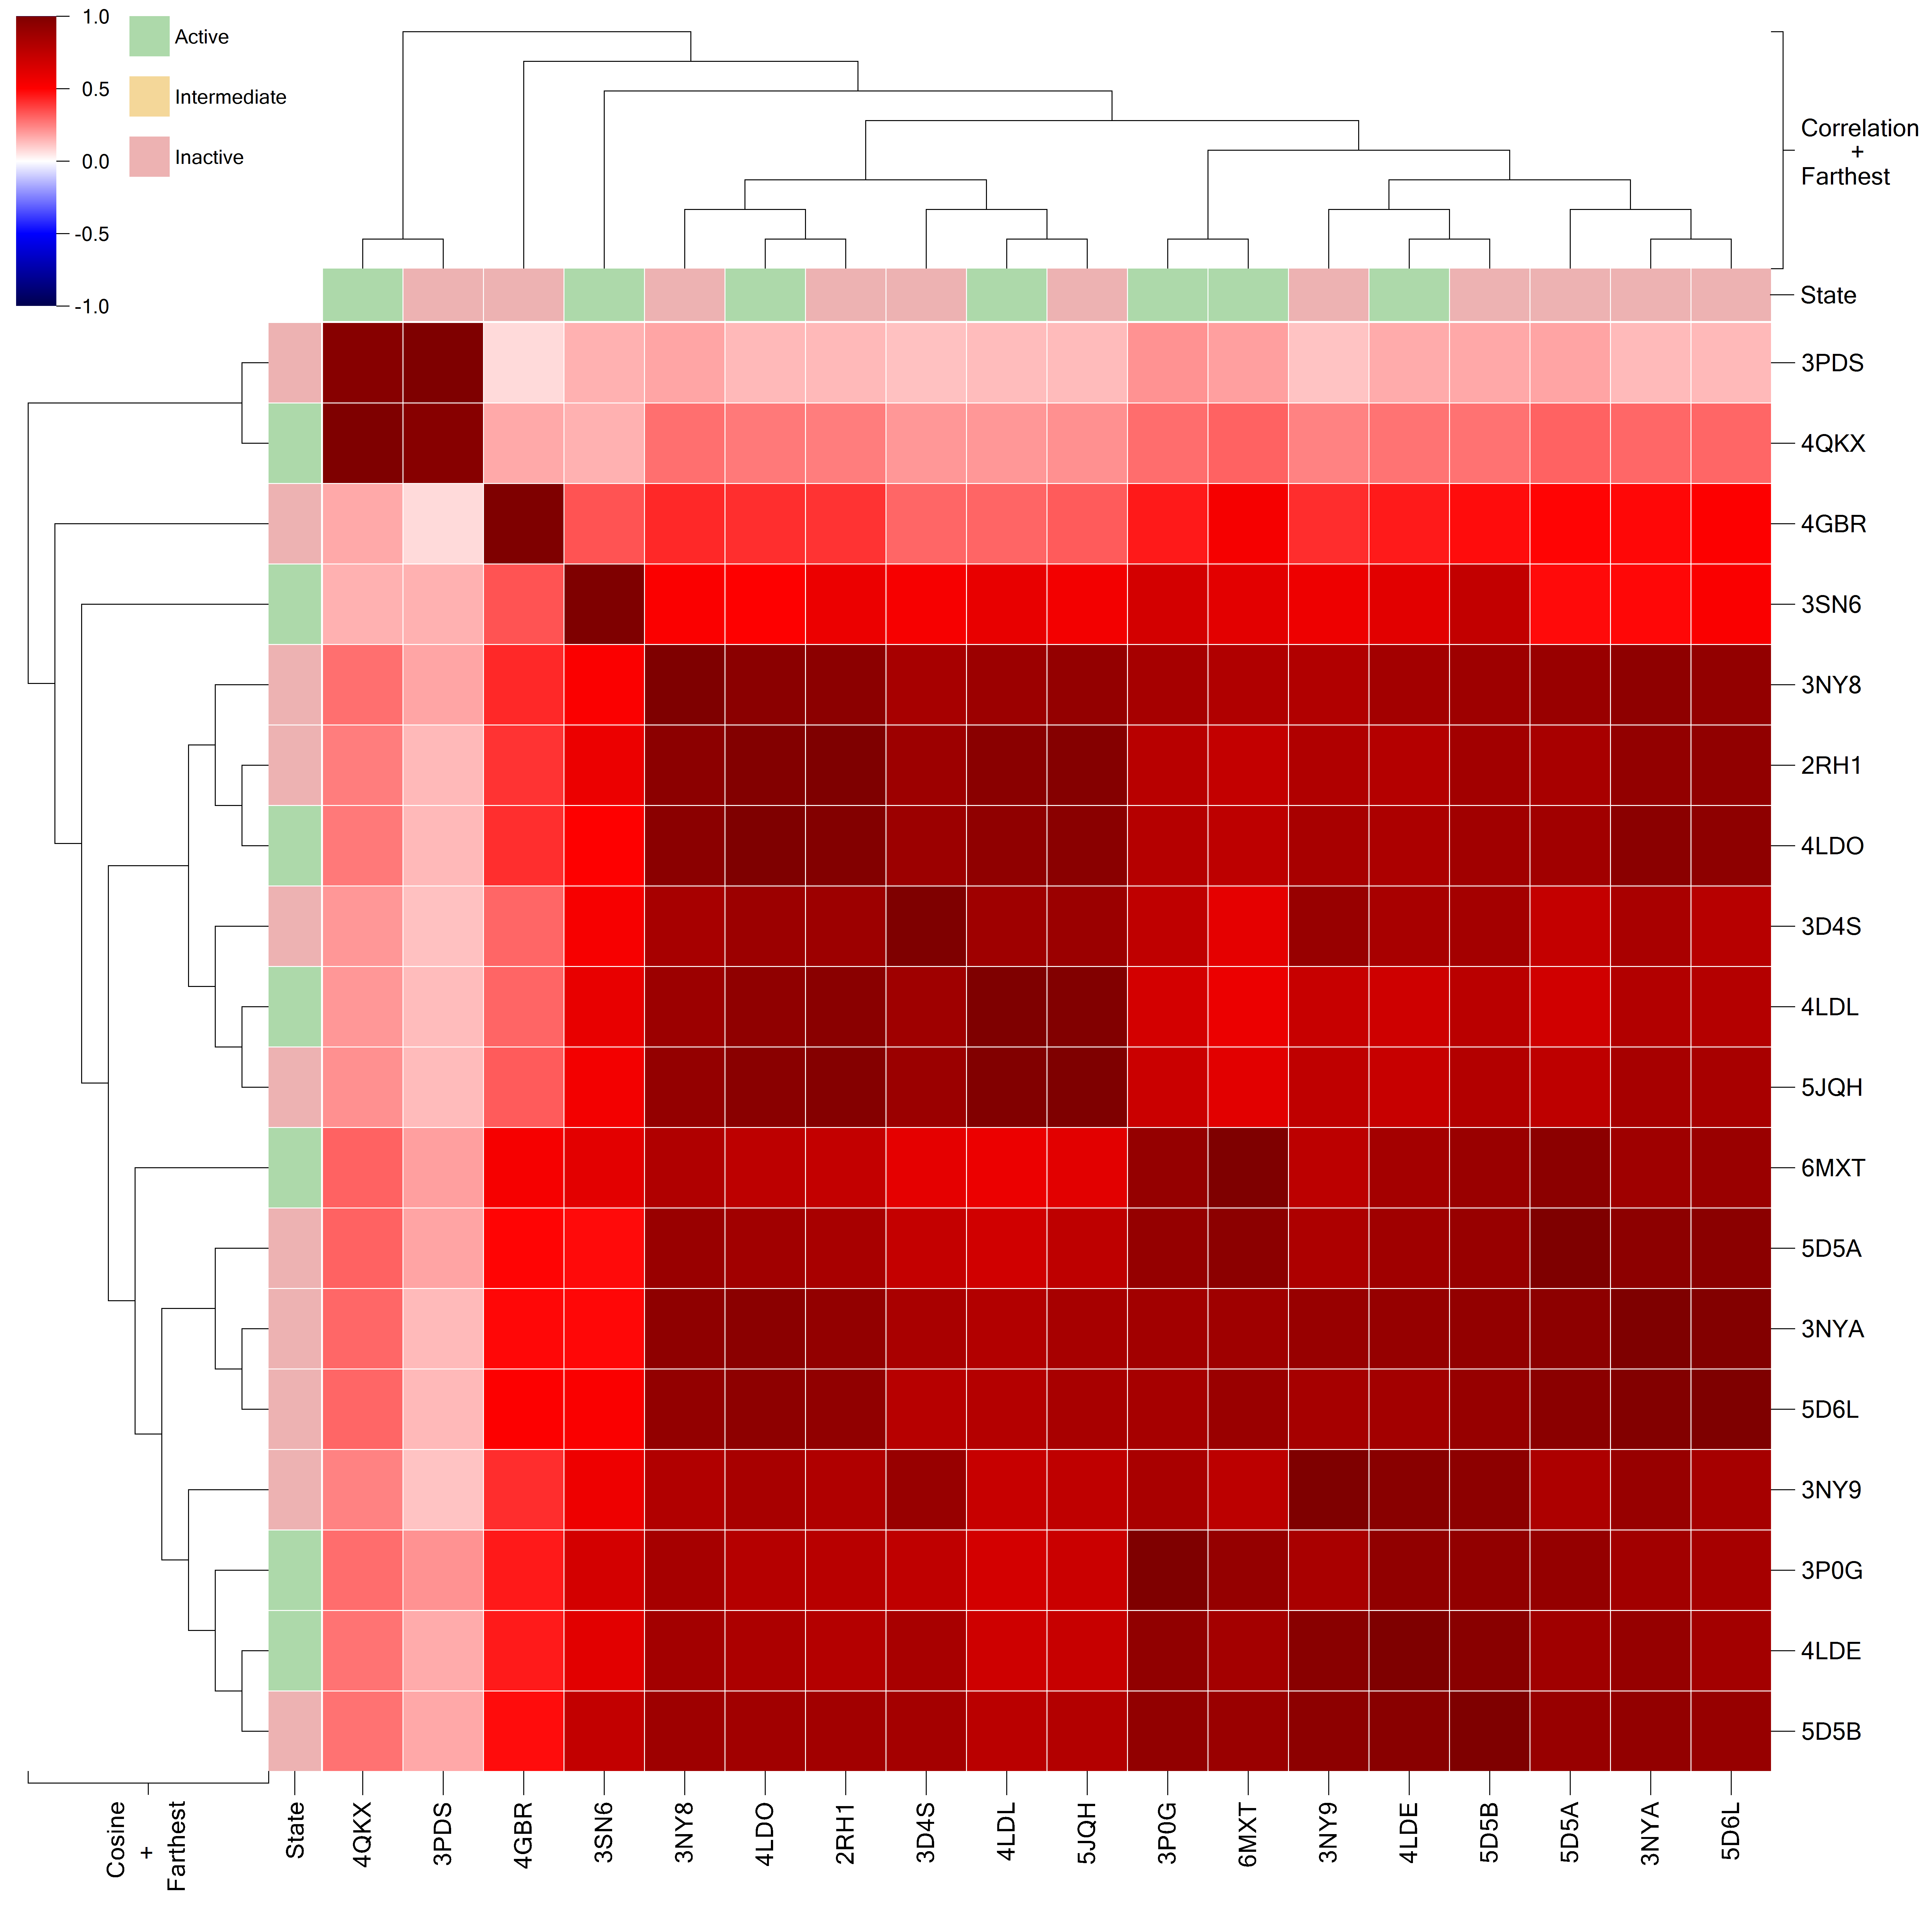 1.0
0.5
0.0
-0.5
-1.0
Active
Intermediate
Inactive
Correlation
+
Farthest
State
3PDS
4QKX
4GBR
3SN6
3NY8
2RH1
4LDO
3D4S
4LDL
5JQH
6MXT
5D5A
3NYA
5D6L
3NY9
3P0G
4LDE
5D5B
Cosine
+
Farthest
State
4QKX
3PDS
4GBR
3SN6
3NY8
4LDO
2RH1
3D4S
4LDL
5JQH
3P0G
6MXT
3NY9
4LDE
5D5B
5D5A
3NYA
5D6L